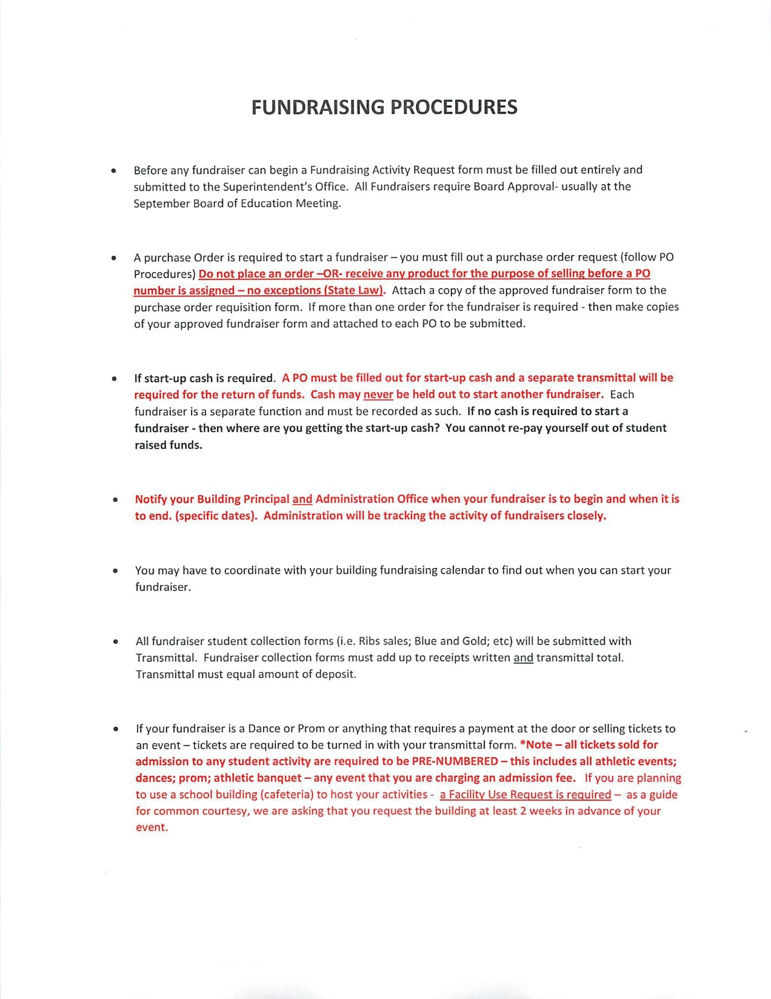 FUNDRAISING PROCEDURES
• Before any fundraiser can begin a Fundraising Activity Request form must be filled out entirely and
submitted to the Superintendent's Office. All Fundraisers require Board Approval- usually at the
September Board of Education Meeting.
• A purchase Order is required to start a fundraiser – you must fill out a purchase order request (follow PO
Procedures) Do not place an order –OR- receive any product for the purpose of selling before a PO
number is assigned – no exceptions (State Law). Attach a copy of the approved fundraiser form to the
purchase order requisition form. If more than one order for the fundraiser is required - then make copies
of your approved fundraiser form and attached to each PO to be submitted.
• If start-up cash is required. A PO must be filled out for start-up cash and a separate transmittal will be
required for the return of funds. Cash may never be held out to start another fundraiser. Each
fundraiser is a separate function and must be recorded as such. If no cash is required to start a
fundraiser - then where are you getting the start-up cash? You cannot re-pay yourself out of student
raised funds.
• Notify your Building Principal and Administration Office when your fundraiser is to begin and when it is
to end. (specific dates). Administration will be tracking the activity of fundraisers closely.
• You may have to coordinate with your building fundraising calendar to find out when you can start your
fundraiser.
• All fundraiser student collection forms (i.e. Ribs sales; Blue and Gold; etc) will be submitted with
Transmittal. Fundraiser collection forms must add up to receipts written and transmittal total.
Transmittal must equal amount of deposit.
• If your fundraiser is a Dance or Prom or anything that requires a payment at the door or selling tickets to
an event – tickets are required to be turned in with your transmittal form. *Note – all tickets sold for
admission to any student activity are required to be PRE-NUMBERED – this includes all athletic events;
dances; prom; athletic banquet – any event that you are charging an admission fee. If you are planning
to use a school building (cafeteria) to host your activities - a Facility Use Request is required – as a guide
for common courtesy, we are asking that you request the building at least 2 weeks in advance of your
event.